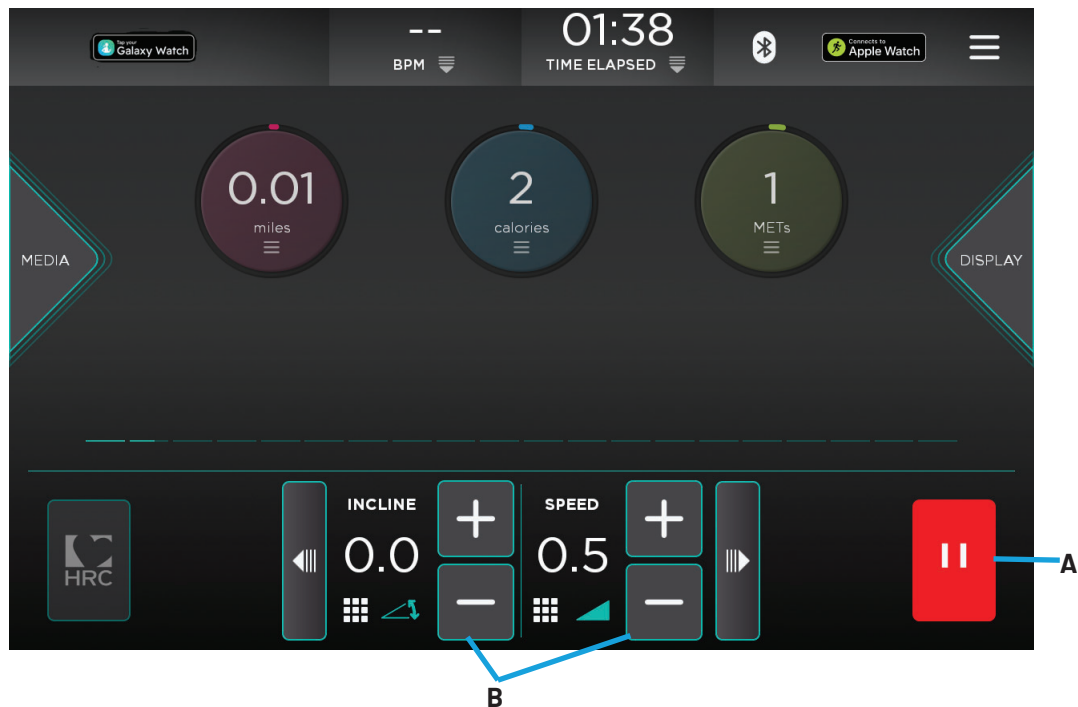 Tap your
Galaxy Watch
--
BPM
01:38
TIME ELAPSED
Connects to
Apple Watch
0.01
miles
2
calories
1
METs
MEDIA
DISPLAY
HRC
INCLINE
0.0
SPEED
0.5
A
B